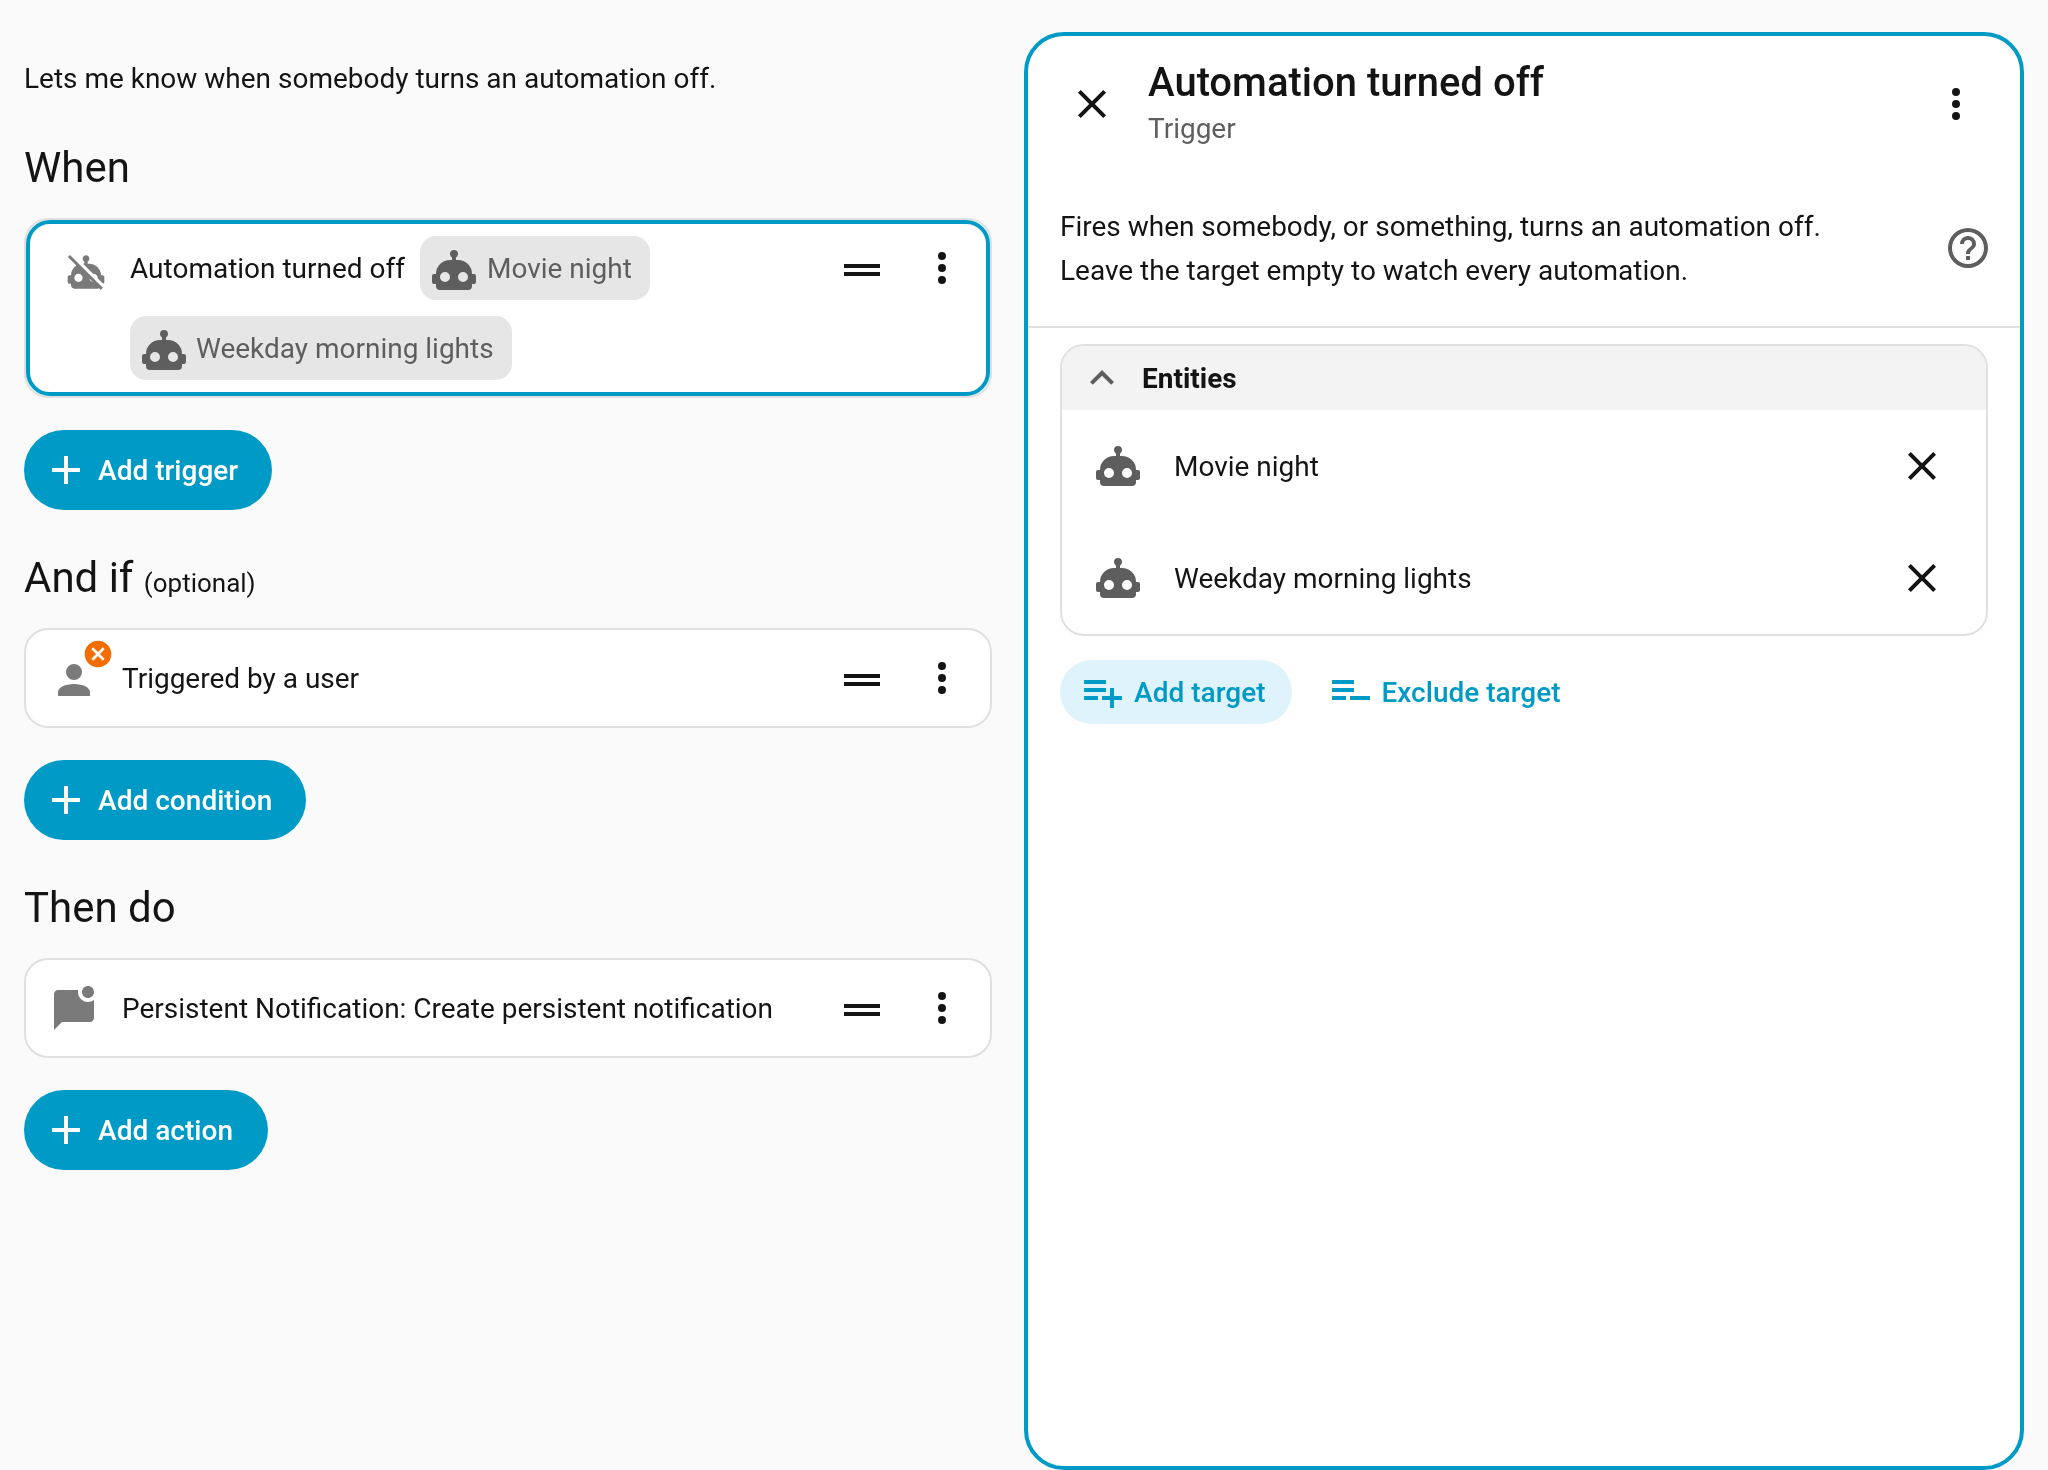 Lets me know when somebody turns an automation off.
When
Automation turned off Movie night
Weekday morning lights
Add trigger
And if (optional)
Triggered by a user
Add condition
Then do
Persistent Notification: Create persistent notification
Add action
Automation turned off
Trigger
Fires when somebody, or something, turns an automation off.
Leave the target empty to watch every automation.
Entities
Movie night
Weekday morning lights
Add target Exclude target